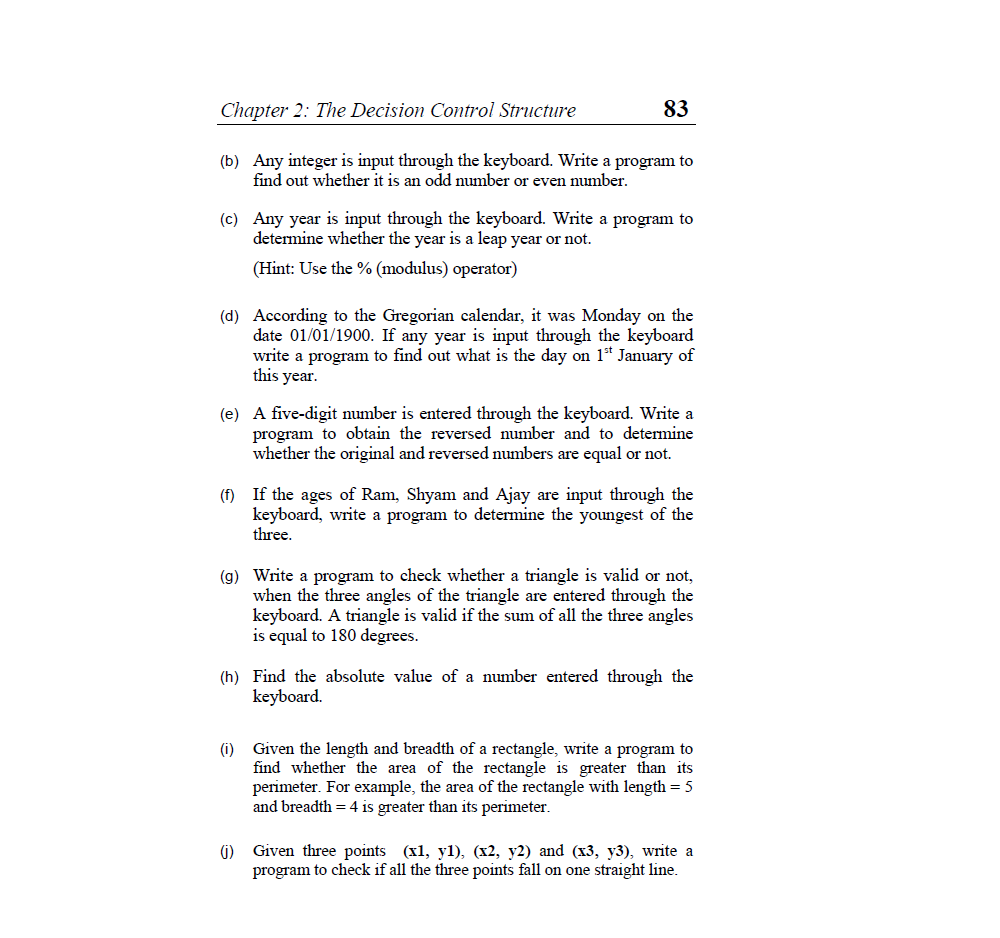 Chapter 2: The Decision Control Structure 83
(b) Any integer is input through the keyboard. Write a program to
find out whether it is an odd number or even number.
(c) Any year is input through the keyboard. Write a program to
determine whether the year is a leap year or not.
(Hint: Use the % (modulus) operator)
(d) According to the Gregorian calendar, it was Monday on the
date 01/01/1900. If any year is input through the keyboard
write a program to find out what is the day on 1st January of
this year.
(e) A five-digit number is entered through the keyboard. Write a
program to obtain the reversed number and to determine
whether the original and reversed numbers are equal or not.
(f) If the ages of Ram, Shyam and Ajay are input through the
keyboard, write a program to determine the youngest of the
three.
(g) Write a program to check whether a triangle is valid or not,
when the three angles of the triangle are entered through the
keyboard. A triangle is valid if the sum of all the three angles
is equal to 180 degrees.
(h) Find the absolute value of a number entered through the
keyboard.
(i) Given the length and breadth of a rectangle, write a program to
find whether the area of the rectangle is greater than its
perimeter. For example, the area of the rectangle with length = 5
and breadth = 4 is greater than its perimeter.
(j) Given three points (x1, y1), (x2, y2) and (x3, y3), write a
program to check if all the three points fall on one straight line.